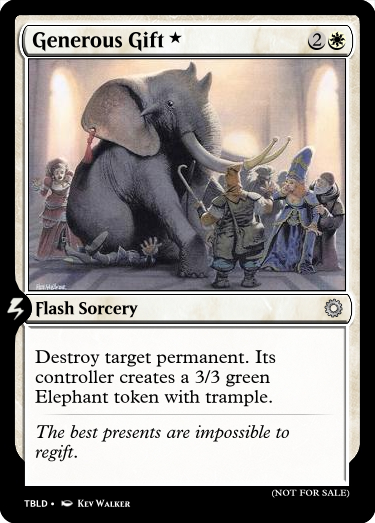 Generous Gift ★ 2
Flash Sorcery
Destroy target permanent. Its
controller creates a 3/3 green
Elephant token with trample.
The best presents are impossible to
regift.
(NOT FOR SALE)
TBLD • Kev Walker